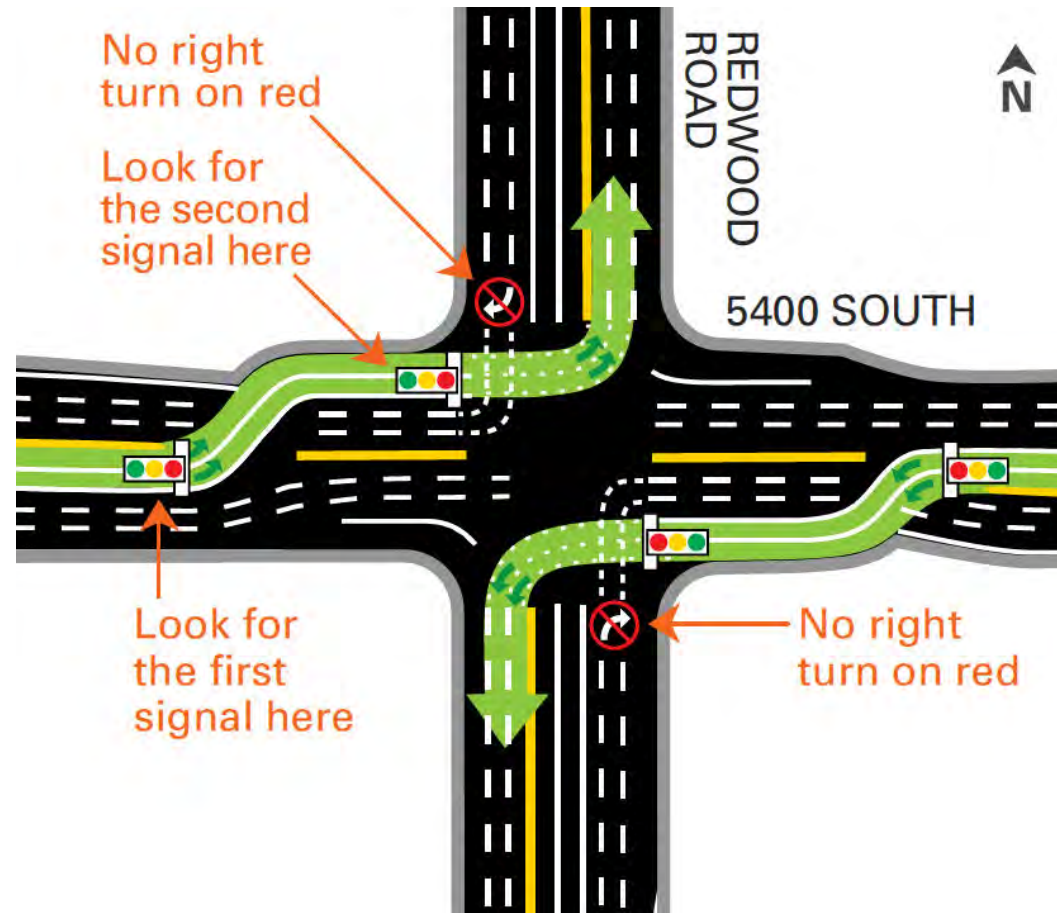 No right
turn on red
Look for
the second
signal here
REDWOOD
ROAD
N
5400 SOUTH
Look for
the first
signal here
No right
turn on red